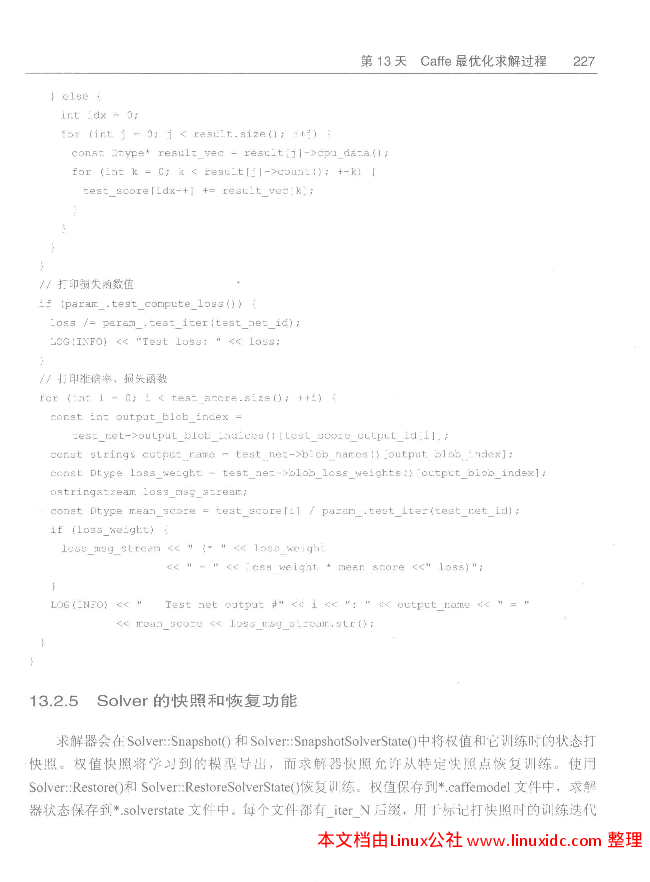 第 13 天 Caffe 最优化求解过程 227
} else {
int idx = 0;
for (int j = 0; j < result.size(); ++j) {
const Dtype* result_vec = result[j]->cpu_data();
for (int k = 0; k < result[j]->count(); ++k) {
test_score[idx++] += result_vec[k];
}
}
}
}
// 打印损失函数值
if (param_.test_compute_loss()) {
loss /= param_.test_iter(test_net_id);
LOG(INFO) << "Test loss: " << loss;
}
// 打印准确率、损失函数
for (int i = 0; i < test_score.size(); ++i) {
const int output_blob_index =
test_net->output_blob_indices()[test_score_output_id[i]];
const string& output_name = test_net->blob_names()[output_blob_index];
const Dtype loss_weight = test_net->blob_loss_weights()[output_blob_index];
ostringstream loss_msg_stream;
const Dtype mean_score = test_score[i] / param_.test_iter(test_net_id);
if (loss_weight) {
loss_msg_stream << " (* " << loss_weight
<< " = " << loss_weight * mean_score <<" loss)";
}
LOG(INFO) << " Test net output #" << i << ": " << output_name << " = "
<< mean_score << loss_msg_stream.str();
}
}
13.2.5 Solver 的快照和恢复功能
求解器会在Solver::Snapshot() 和Solver::SnapshotSolverState()中将权值和它训练时的状态打
快照。权值快照将学习到的模型导出，而求解器快照允许从特定快照点恢复训练。使用
Solver::Restore()和 Solver::RestoreSolverState()恢复训练。权值保存到*.caffemodel 文件中，求解
器状态保存到*.solverstate 文件中。每个文件都有_iter_N 后缀，用于标记打快照时的训练迭代
本文档由Linux公社 www.linuxidc.com 整理